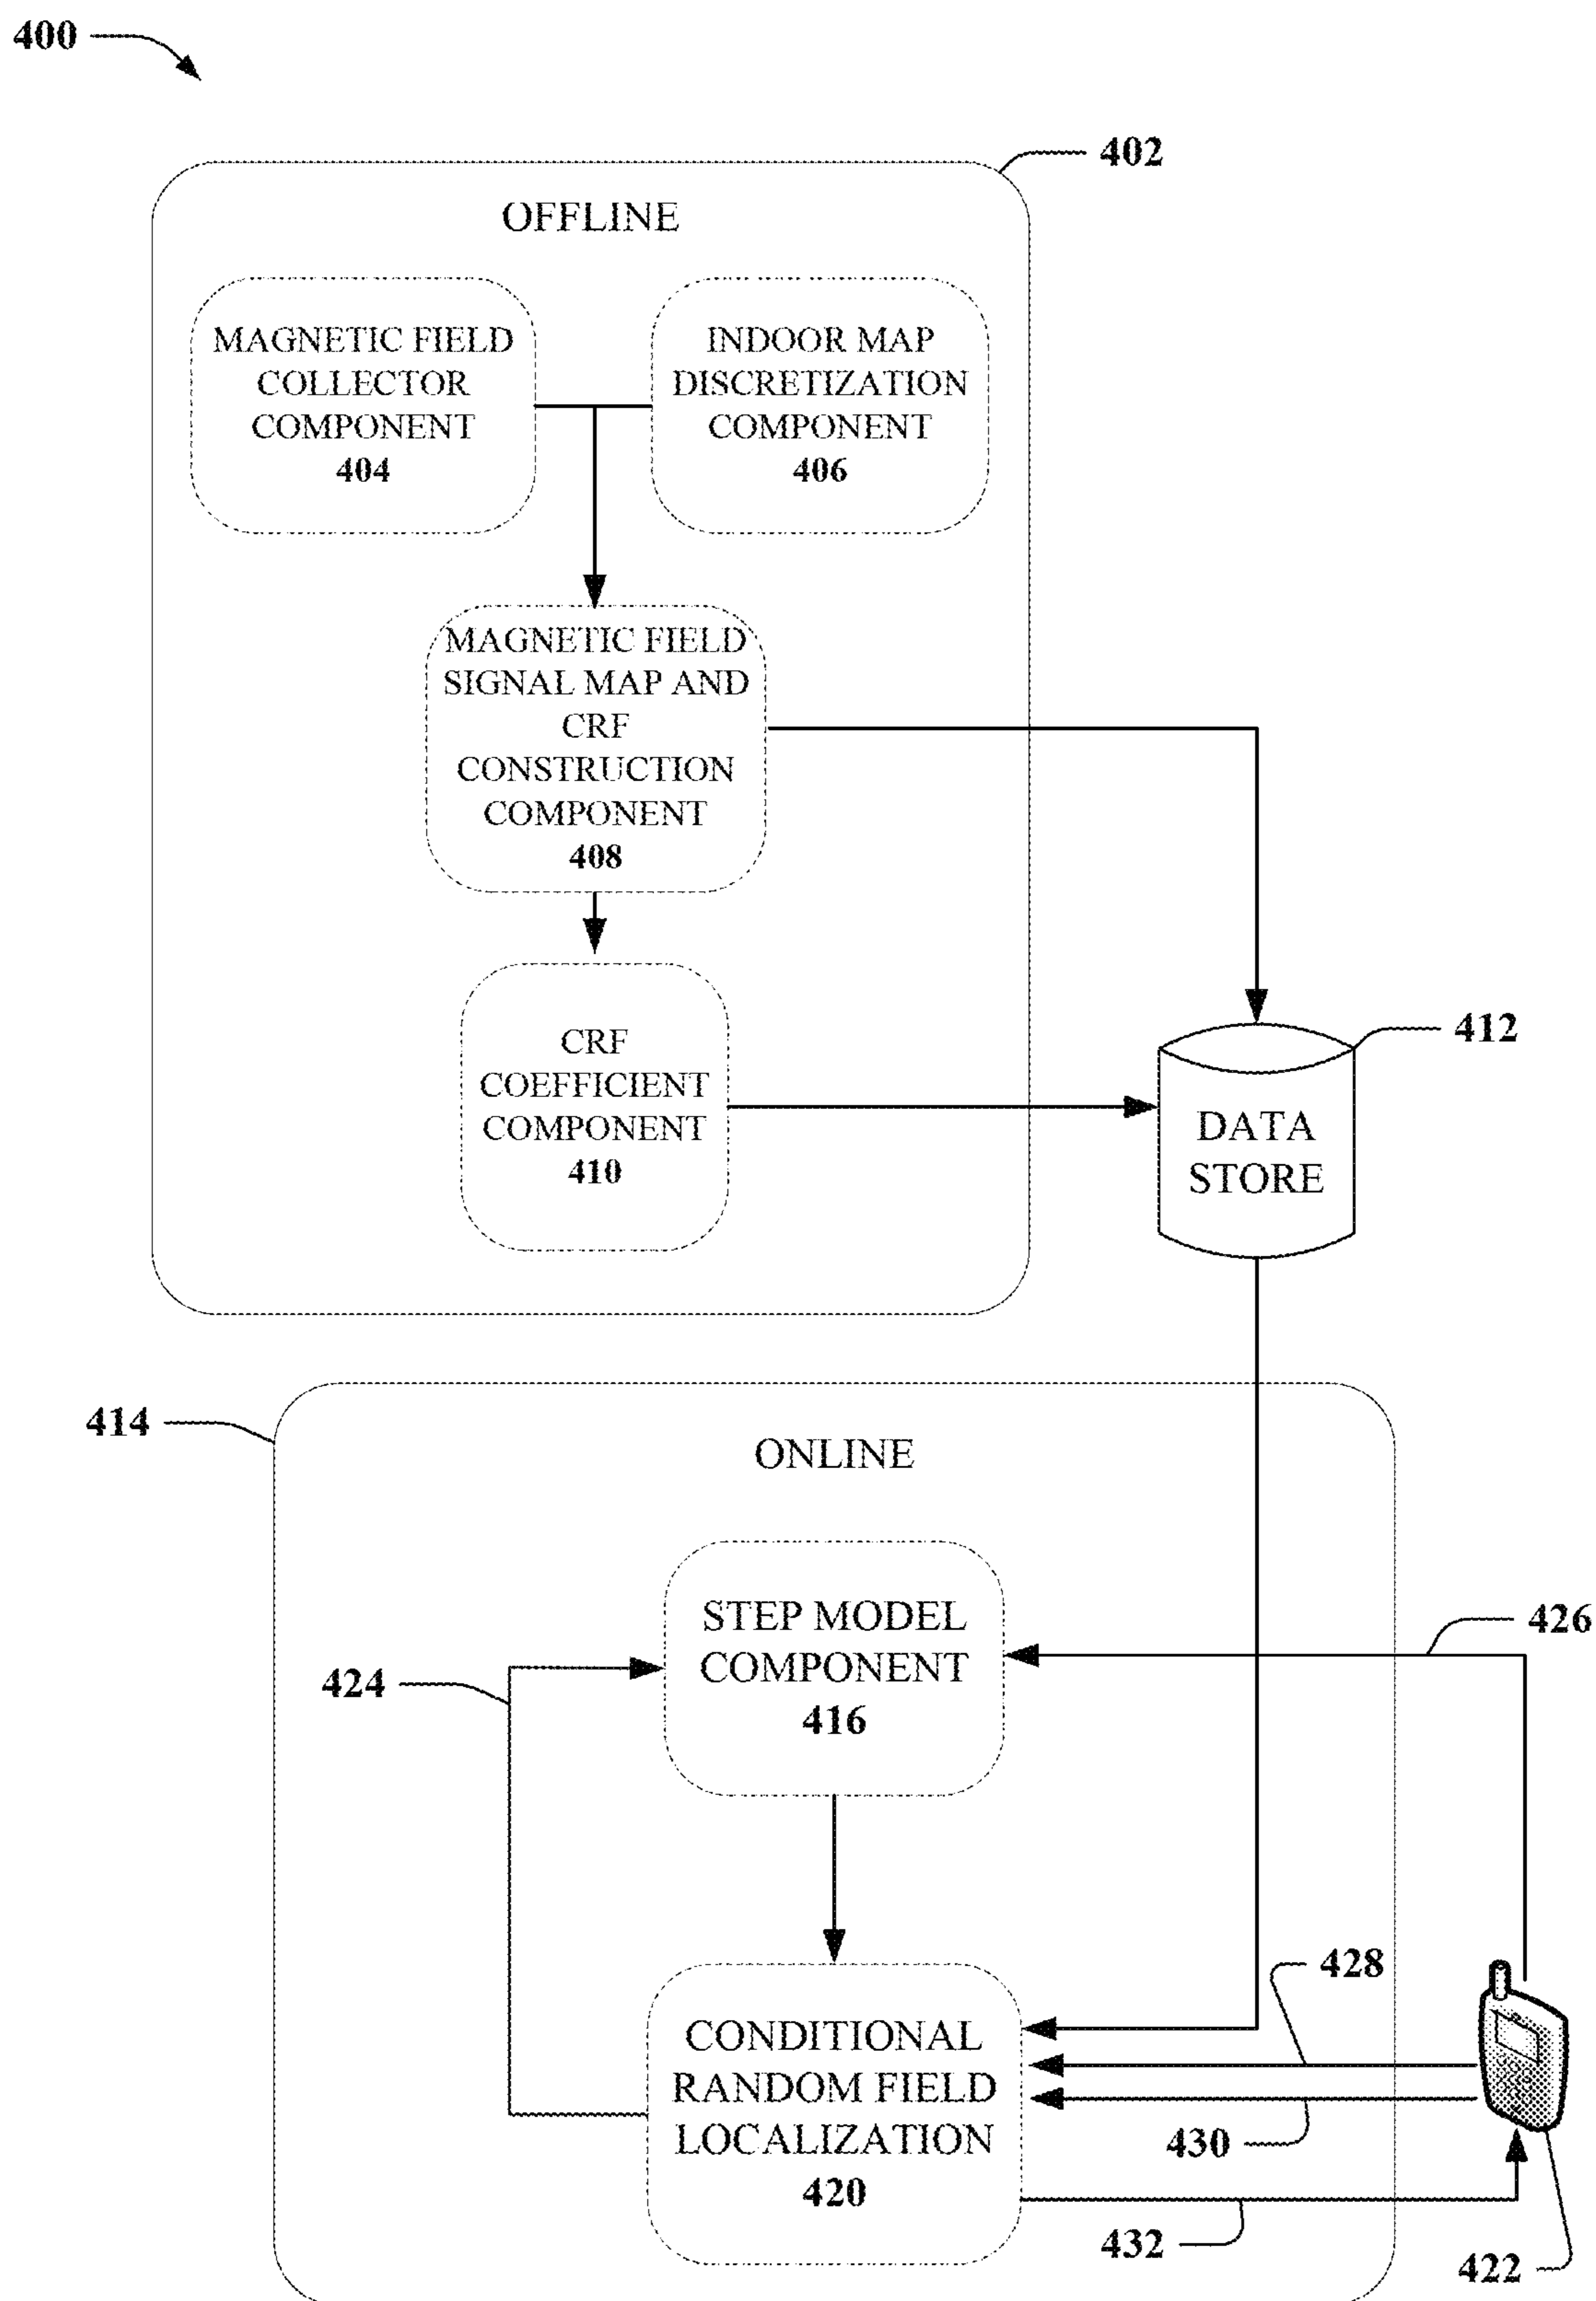 400
402
OFFLINE
MAGNETIC FIELD
COLLECTOR
COMPONENT
404
INDOOR MAP
DISCRETIZATION
COMPONENT
406
MAGNETIC FIELD
SIGNAL MAP AND
CRF
CONSTRUCTION
COMPONENT
408
CRF
COEFFICIENT
COMPONENT
410
412
DATA
STORE
414
ONLINE
STEP MODEL
COMPONENT
416
426
424
428
CONDITIONAL
RANDOM FIELD
LOCALIZATION
420
430
432
422